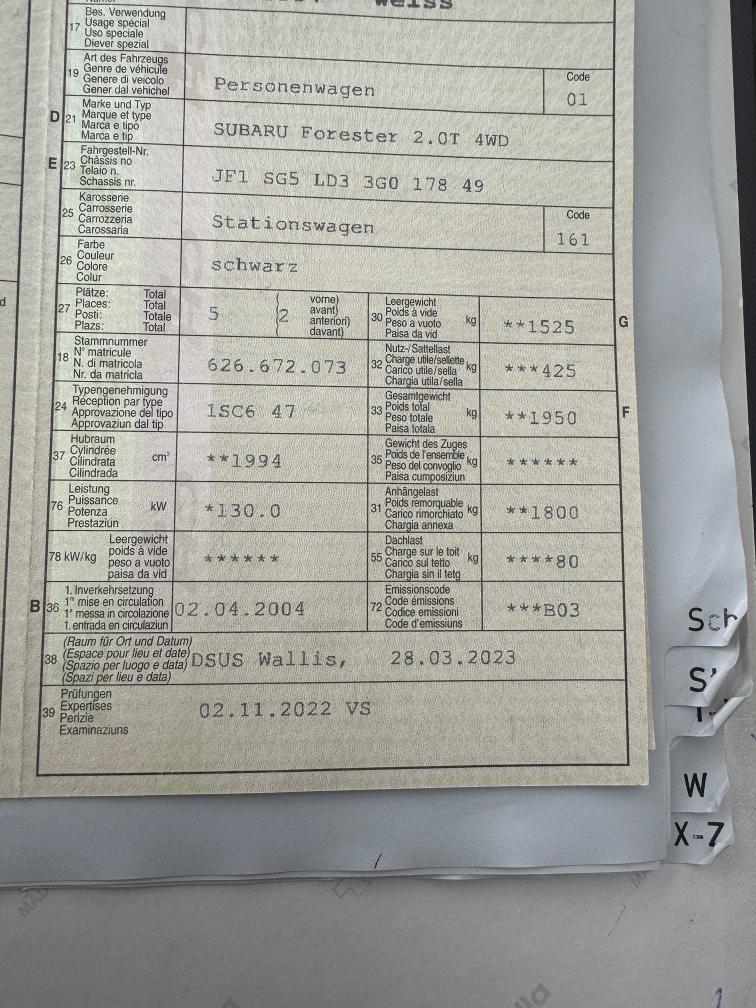 weiss
17 Bes. Verwendung
Usage spécial
Uso speciale
Diever spezial
19 Art des Fahrzeugs
Genre de véhicule
Genere di veicolo
Gener dal vehichel
Personenwagen
Code
01
D 21 Marke und Typ
Marque et type
Marca e tipo
Marca e tip
SUBARU Forester 2.0T 4WD
E 23 Fahrgestell-Nr.
Châssis no
Telaio n.
Schassis nr.
JF1 SG5 LD3 3G0 178 49
25 Karosserie
Carrosserie
Carrozzeria
Carossaria
Stationswagen
Code
161
26 Farbe
Couleur
Colore
Colur
schwarz
27 Plätze: Total
Places: Total
Posti: Totale
Plazs: Total
5
(2 vorne)
avant)
anteriori)
davant)
30 Leergewicht
Poids à vide
Peso a vuoto kg
Paisa da vid
**1525
G
18 Stammnummer
N° matricule
N. di matricola
Nr. da matricla
626.672.073
32 Nutz-/Sattellast
Charge utile/sellette kg
Carico utile/sella
Chargia utila/sella
***425
24 Typengenehmigung
Réception par type
Approvazione del tipo
Approvaziun dal tip
1SC6 47
33 Gesamtgewicht
Poids total kg
Peso totale
Paisa totala
**1950
F
37 Hubraum
Cylindrée cm³
Cilindrata
Cilindrada
**1994
35 Gewicht des Zuges
Poids de l'ensemble kg
Peso del convoglio
Paisa cumposiziun
******
76 Leistung
Puissance kW
Potenza
Prestaziun
*130.0
31 Anhängelast
Poids remorquable kg
Carico rimorchiato
Chargia annexa
**1800
78 kW/kg Leergewicht
poids à vide
peso a vuoto
paisa da vid
******
55 Dachlast
Charge sur le toit kg
Carico sul tetto
Chargia sin il tetg
****80
B 36 1. Inverkehrsetzung
1re mise en circulation
1a messa in circolazione
1. entrada en circulaziun
02.04.2004
72 Emissionscode
Code émissions
Codice emissioni
Code d'emissiuns
***B03
38 (Raum für Ort und Datum)
(Espace pour lieu et date)
(Spazio per luogo e data)
(Spazi per lieu e data)
DSUS Wallis, 28.03.2023
39 Prüfungen
Expertises
Perizie
Examinaziuns
02.11.2022 VS
d
Sch
W
X-7